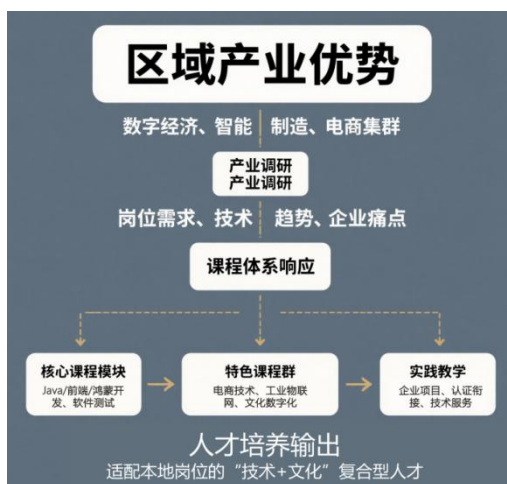 区域产业优势
数字经济、智能 制造、电商集群
产业调研
产业调研
岗位需求、技术 趋势、企业痛点
课程体系响应
核心课程模块
Java/前端/鸿蒙开
发、软件测试
特色课程群
电商技术、工业物联
网、文化数字化
实践教学
企业项目、认证衔
接、技术服务
人才培养输出
适配本地岗位的“技术+文化”复合型人才